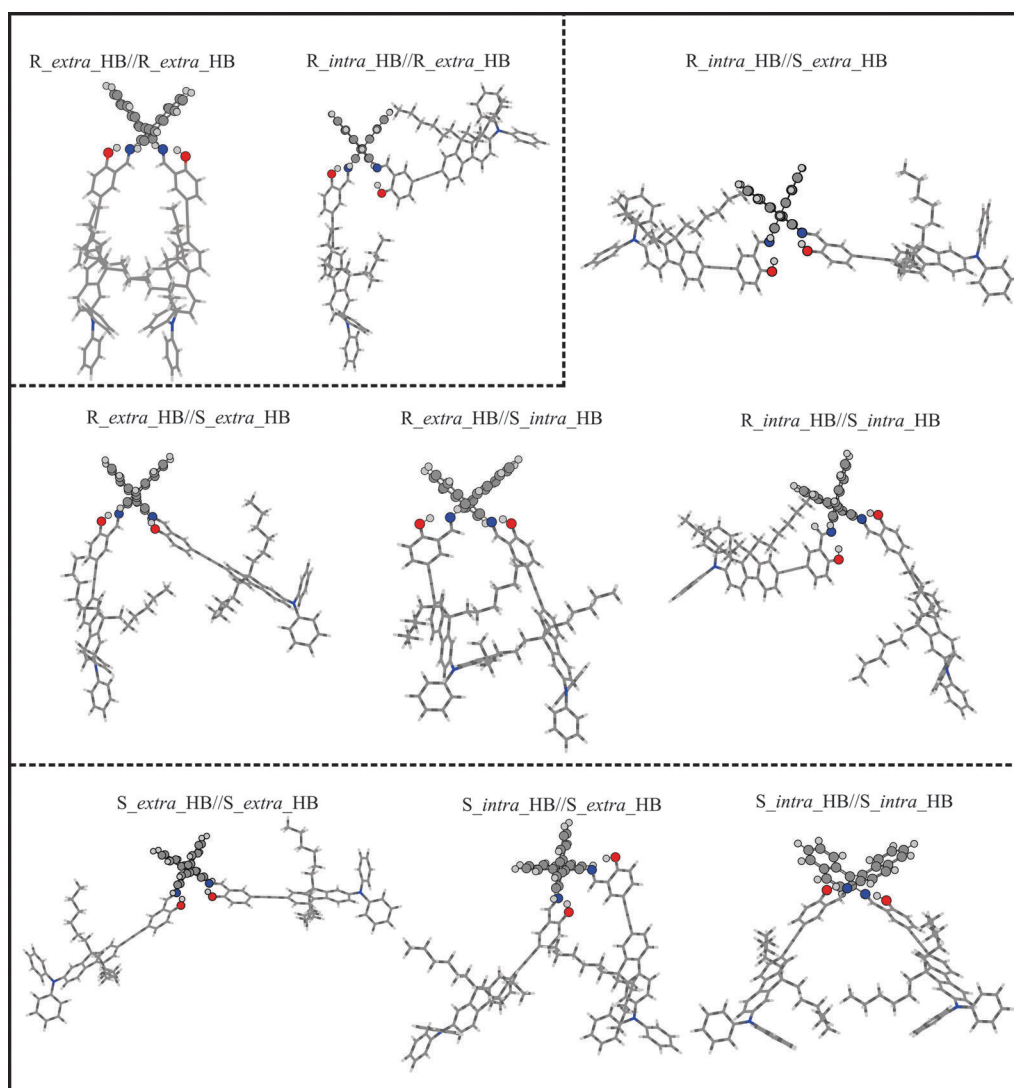 R_extra_HB//R_extra_HB
R_intra_HB//R_extra_HB
R_intra_HB//S_extra_HB
R_extra_HB//S_extra_HB
R_extra_HB//S_intra_HB
R_intra_HB//S_intra_HB
S_extra_HB//S_extra_HB
S_intra_HB//S_extra_HB
S_intra_HB//S_intra_HB